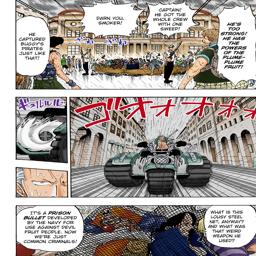 HE CAPTURED
BUGGY'S
PIRATES
JUST LIKE
THAT!
DARN YOU,
SMOKER!
CAPTAIN!
HE GOT
THE WHOLE
CREW
WITH ONE
SWEEP!
HE'S
TOO
STRONG!
HE HAS
THE
POWERS
OF THE
PLUME-
PLUME
FRUIT!
IT'S A PRISON
BULLET DEVELOPED
BY THE NAVY FOR
USE AGAINST DEVIL
FRUIT PEOPLE. NOW
WE'RE JUST
COMMON CRIMINALS!
WHAT IS
THIS LOUSY
STEEL NET,
ANYWAY?
AND WHAT
WAS THAT
WEIRD
WEAPON
HE USED?